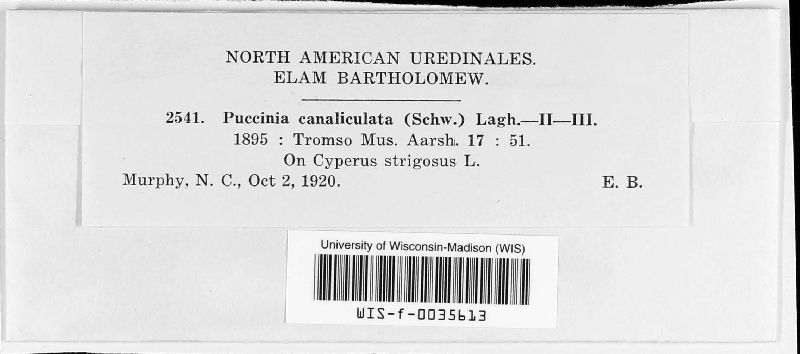 NORTH AMERICAN UREDINALES.
ELAM BARTHOLOMEW.
2541. Puccinia canaliculata (Schw.) Lagh.—II—III.
1895 : Tromso Mus. Aarsh. 17 : 51.
On Cyperus strigosus L.
Murphy, N. C., Oct 2, 1920. E. B.
University of Wisconsin-Madison (WIS)
WIS-f-0035613